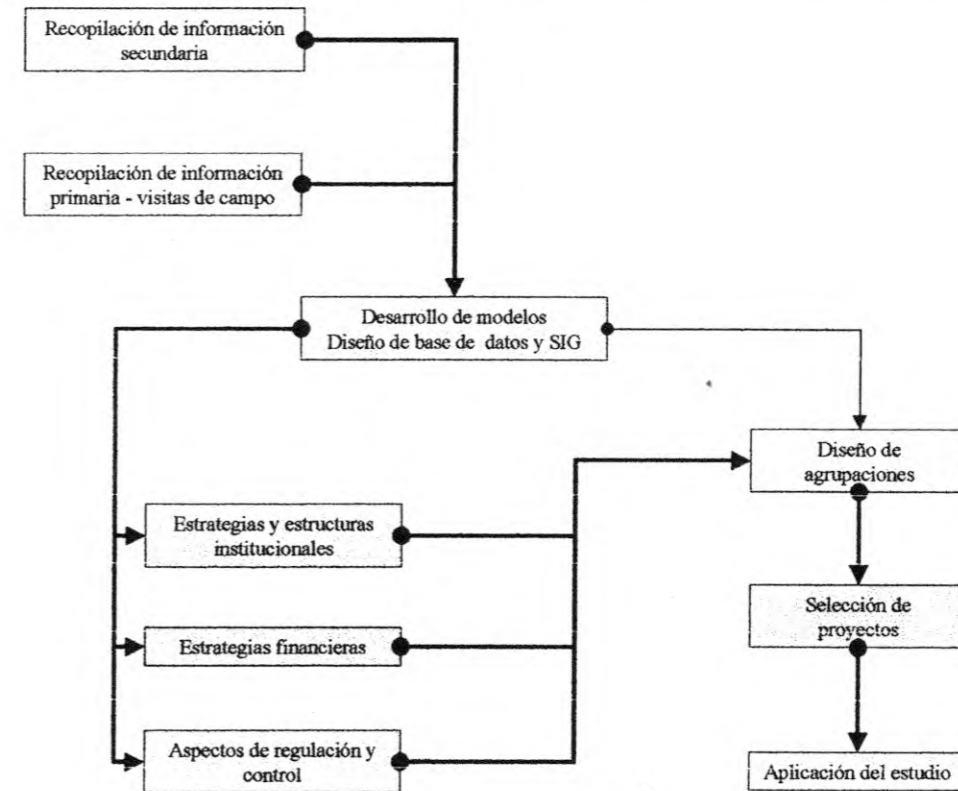 Recopilación de información
secundaria
Recopilación de información
primaria - visitas de campo
Desarrollo de modelos
Diseño de base de datos y SIG
Diseño de
agrupaciones
Estrategias y estructuras
institucionales
Selección de
proyectos
Estrategias financieras
Aspectos de regulación y
control
Aplicación del estudio